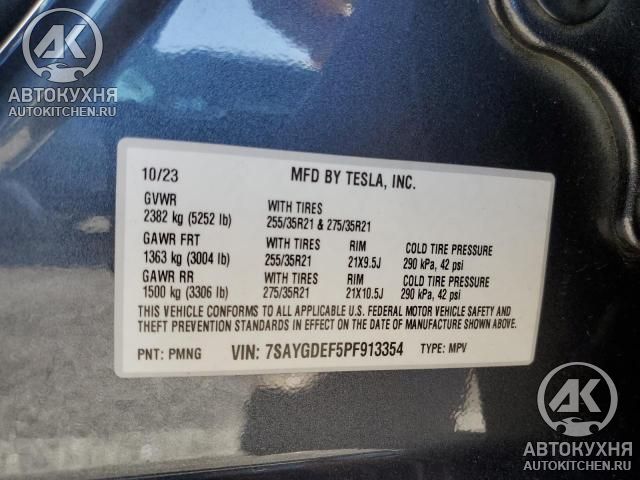 AK
АВТОКУХНЯ
AUTOKITCHEN.RU
10/23 MFD BY TESLA, INC.
GVWR WITH TIRES
2382 kg (5252 lb) 255/35R21 & 275/35R21
GAWR FRT WITH TIRES RIM COLD TIRE PRESSURE
1363 kg (3004 lb) 255/35R21 21X9.5J 290 kPa, 42 psi
GAWR RR WITH TIRES RIM COLD TIRE PRESSURE
1500 kg (3306 lb) 275/35R21 21X10.5J 290 kPa, 42 psi
THIS VEHICLE CONFORMS TO ALL APPLICABLE U.S. FEDERAL MOTOR VEHICLE SAFETY AND
THEFT PREVENTION STANDARDS IN EFFECT ON THE DATE OF MANUFACTURE SHOWN ABOVE.
PNT: PMNG VIN: 7SAYGDEF5PF913354 TYPE: MPV
AK
АВТОКУХНЯ
AUTOKITCHEN.RU